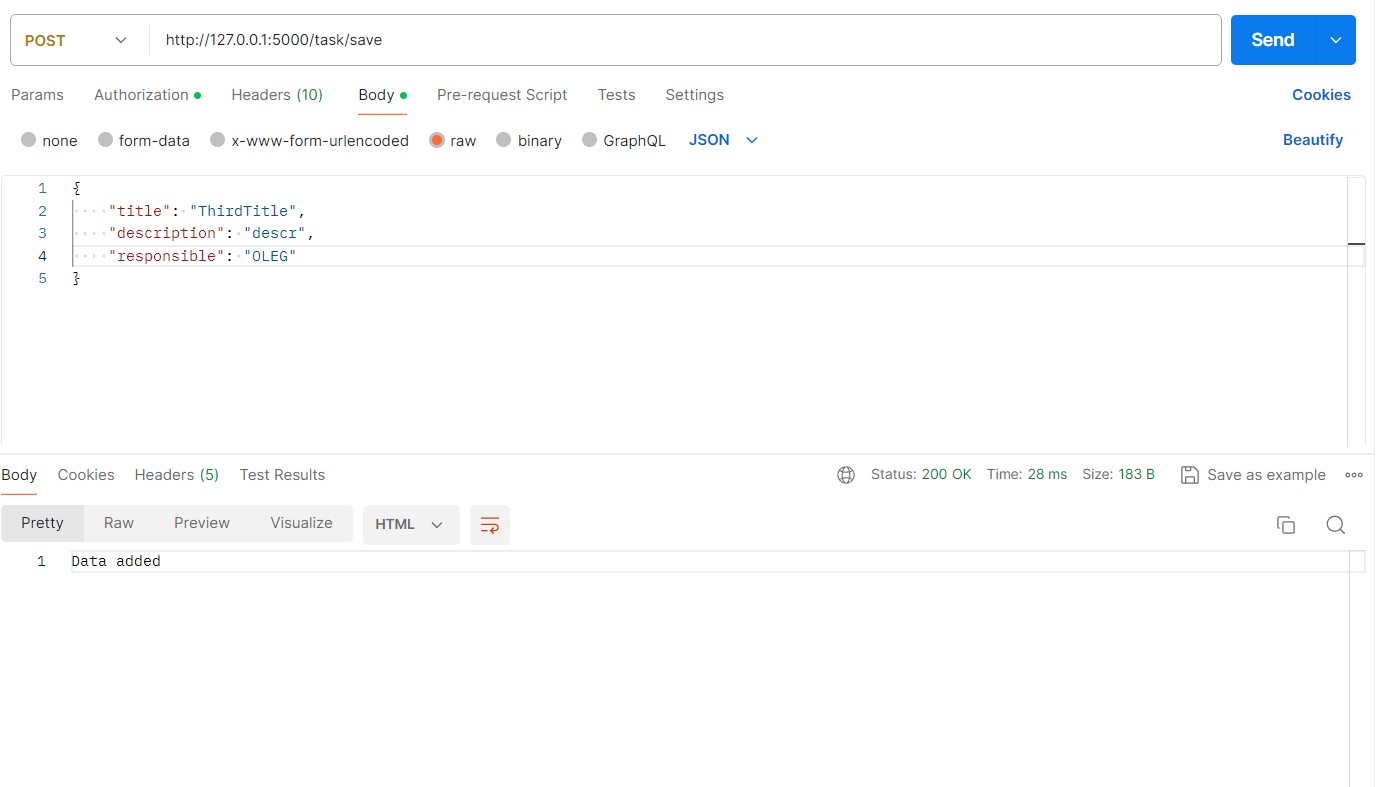 POST http://127.0.0.1:5000/task/save Send
Params Authorization Headers (10) Body Pre-request Script Tests Settings Cookies
none form-data x-www-form-urlencoded raw binary GraphQL JSON Beautify
1 {
2 "title": "ThirdTitle",
3 "description": "descr",
4 "responsible": "OLEG"
5 }
Body Cookies Headers (5) Test Results Status: 200 OK Time: 28 ms Size: 183 B Save as example
Pretty Raw Preview Visualize HTML
1 Data added